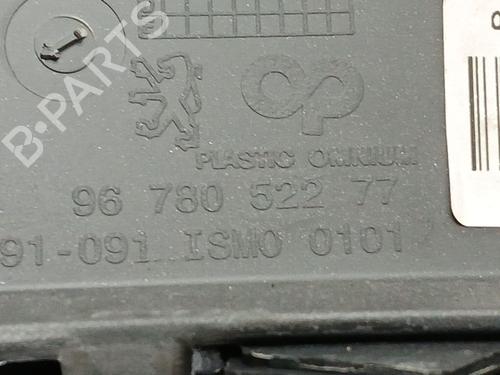 B-PARTS
PLASTIC OMNIUM
96 780 522 77
91-091 ISMO 0101